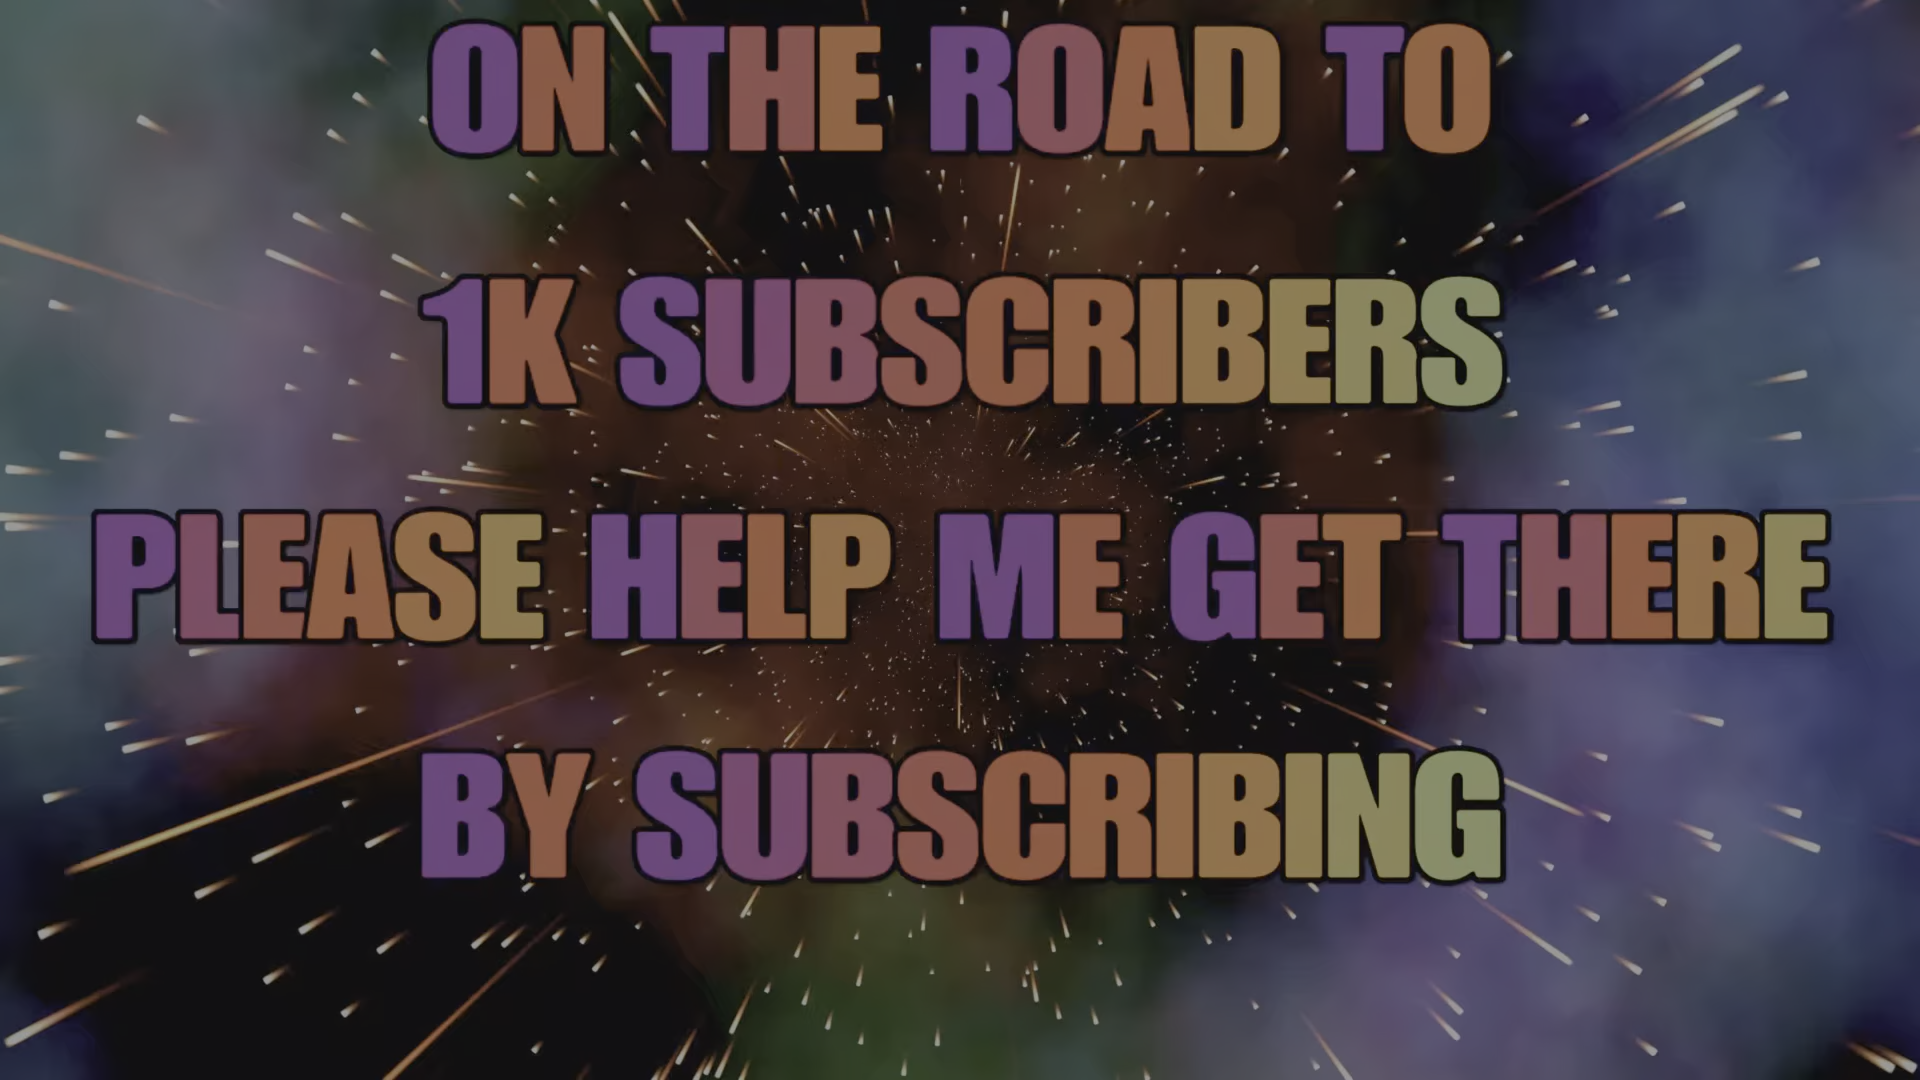 ON THE ROAD TO
1K SUBSCRIBERS
PLEASE HELP ME GET THERE
BY SUBSCRIBING